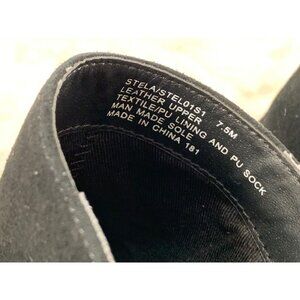 STELA/STEL01S1 7.5M
LEATHER UPPER
TEXTILE/PU LINING AND PU SOCK
MAN MADE SOLE
MADE IN CHINA 181